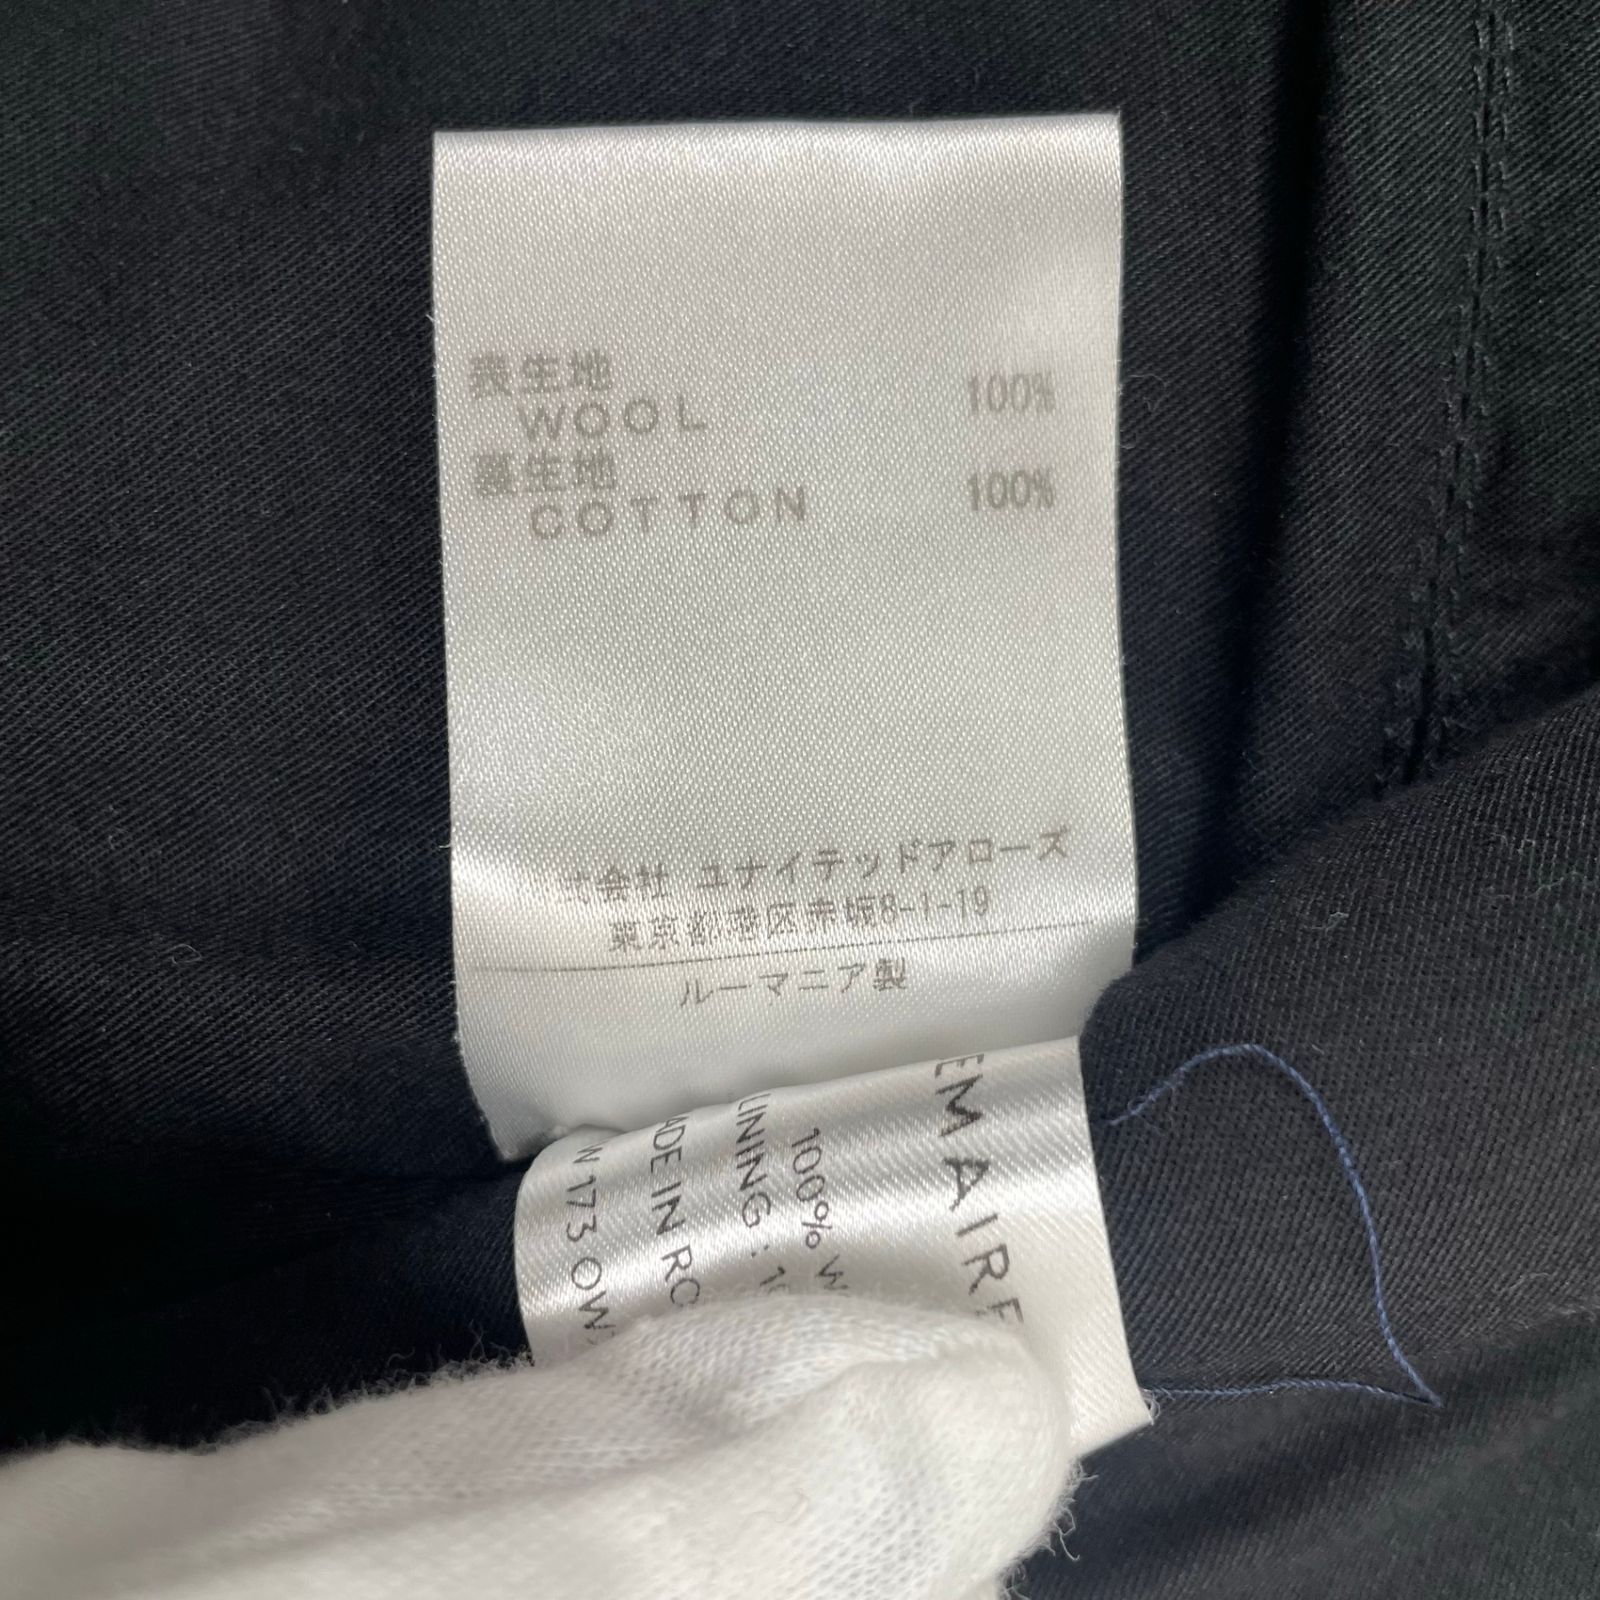 表生地
WOOL 100%
裏生地
COTTON 100%
式会社 ユナイテッドアローズ
東京都港区赤坂8-1-19
ルーマニア製
EMAIRE
100% W
LINING: 10
ADE IN RO
W 173 OW